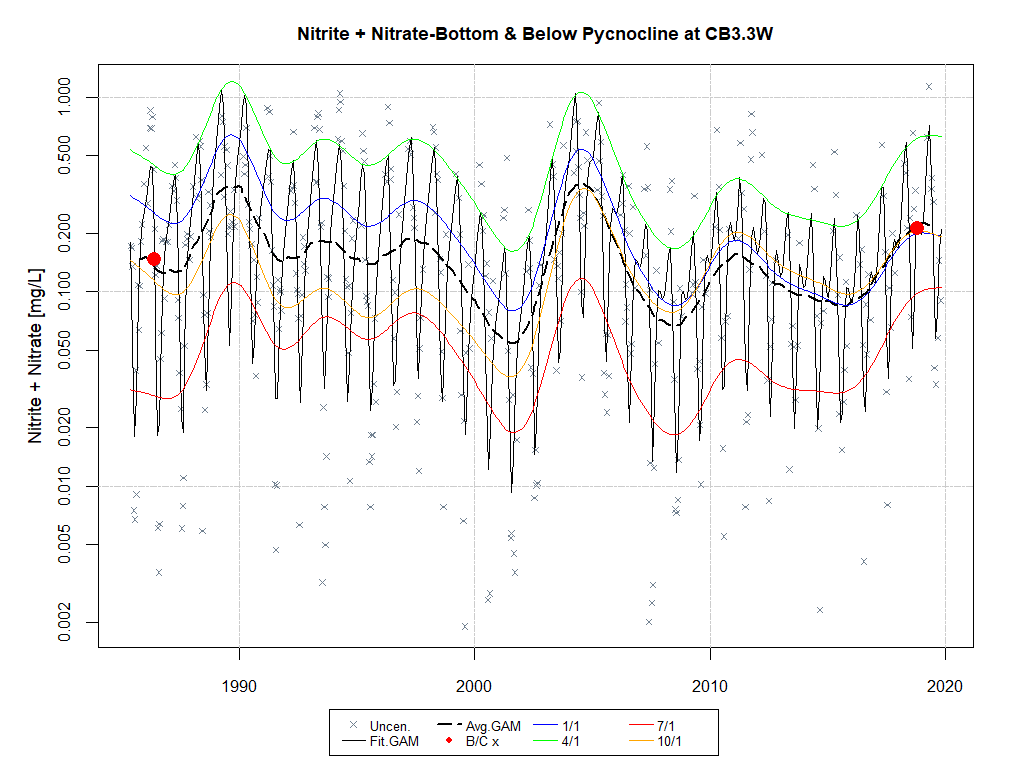 Nitrite + Nitrate-Bottom & Below Pycnocline at CB3.3W
Nitrite + Nitrate [mg/L]
1.000
0.500
0.200
0.100
0.050
0.020
0.010
0.005
0.002
1990 2000 2010 2020
Uncen. Avg.GAM 1/1 7/1
Fit.GAM B/C x 4/1 10/1